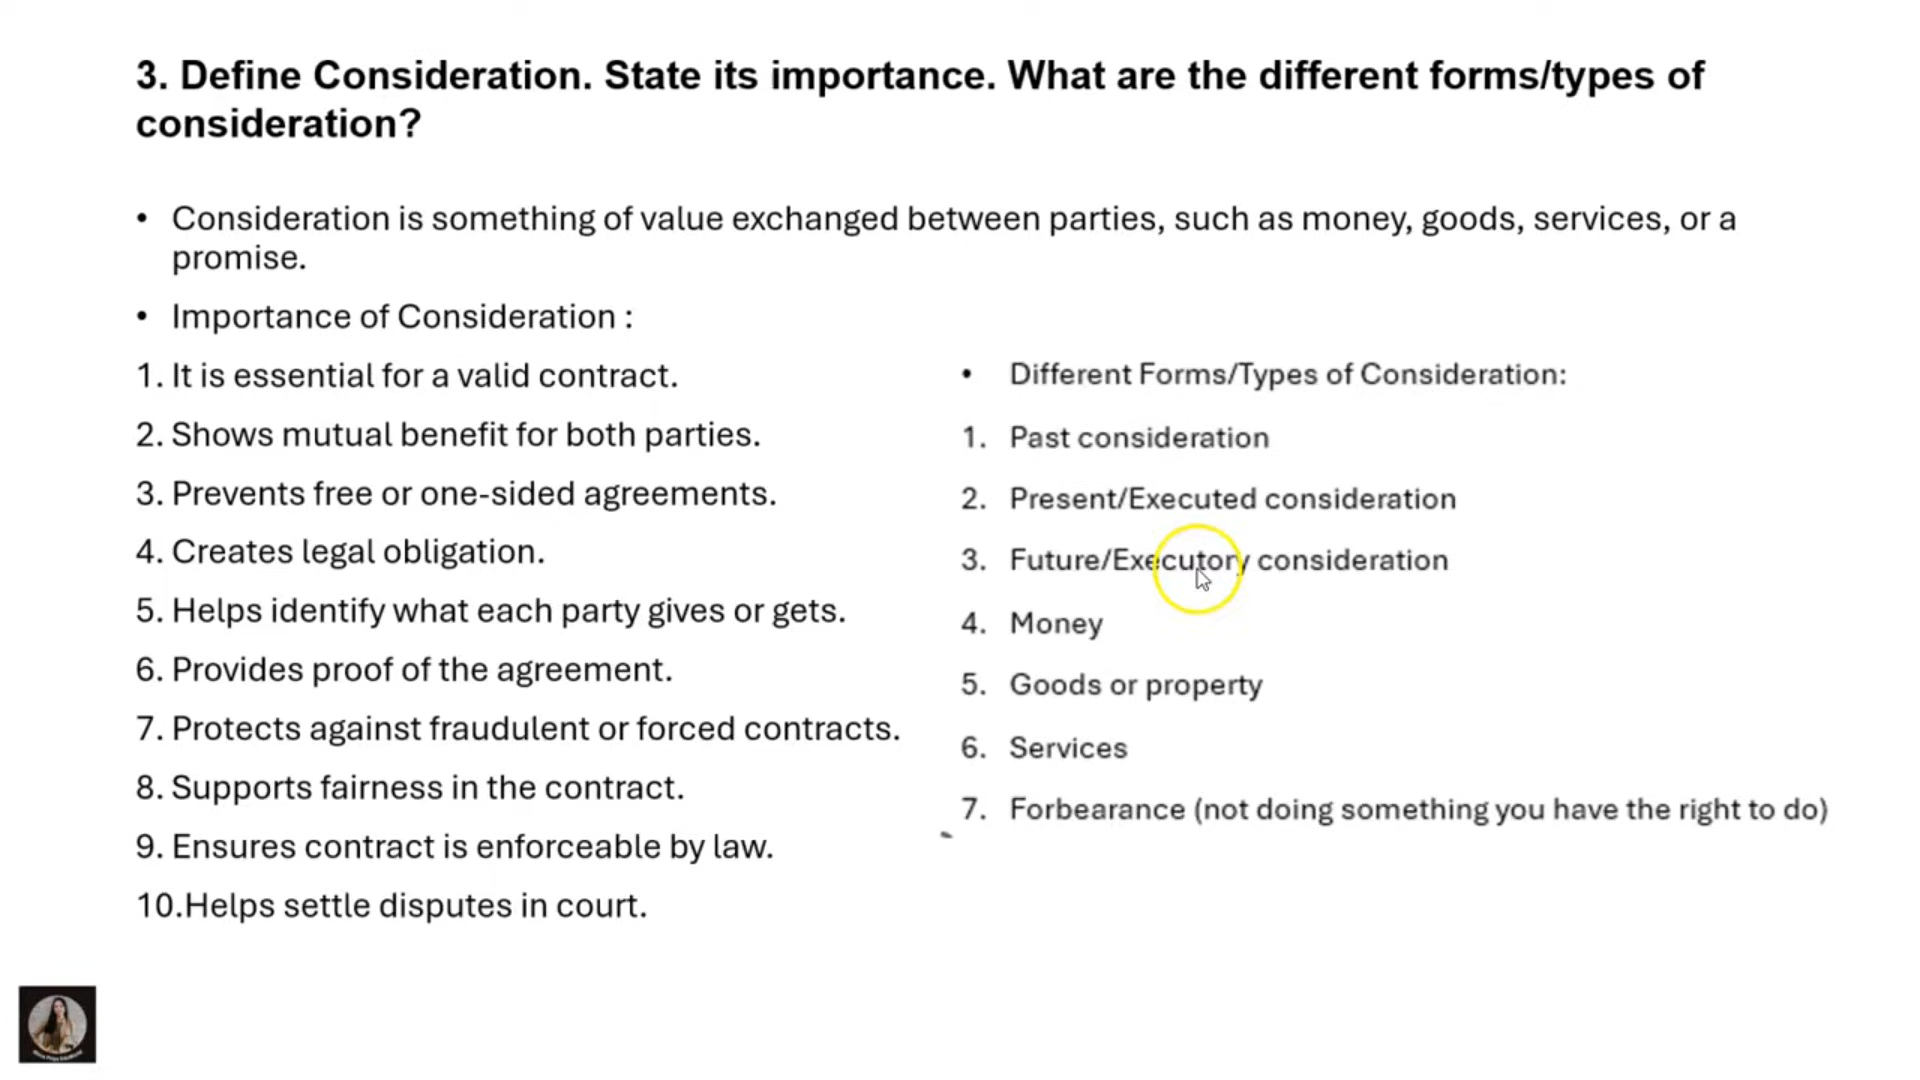 3. Define Consideration. State its importance. What are the different forms/types of
consideration?
• Consideration is something of value exchanged between parties, such as money, goods, services, or a
promise.
• Importance of Consideration :
1. It is essential for a valid contract.
2. Shows mutual benefit for both parties.
3. Prevents free or one-sided agreements.
4. Creates legal obligation.
5. Helps identify what each party gives or gets.
6. Provides proof of the agreement.
7. Protects against fraudulent or forced contracts.
8. Supports fairness in the contract.
9. Ensures contract is enforceable by law.
10.Helps settle disputes in court.
• Different Forms/Types of Consideration:
1. Past consideration
2. Present/Executed consideration
3. Future/Executory consideration
4. Money
5. Goods or property
6. Services
7. Forbearance (not doing something you have the right to do)